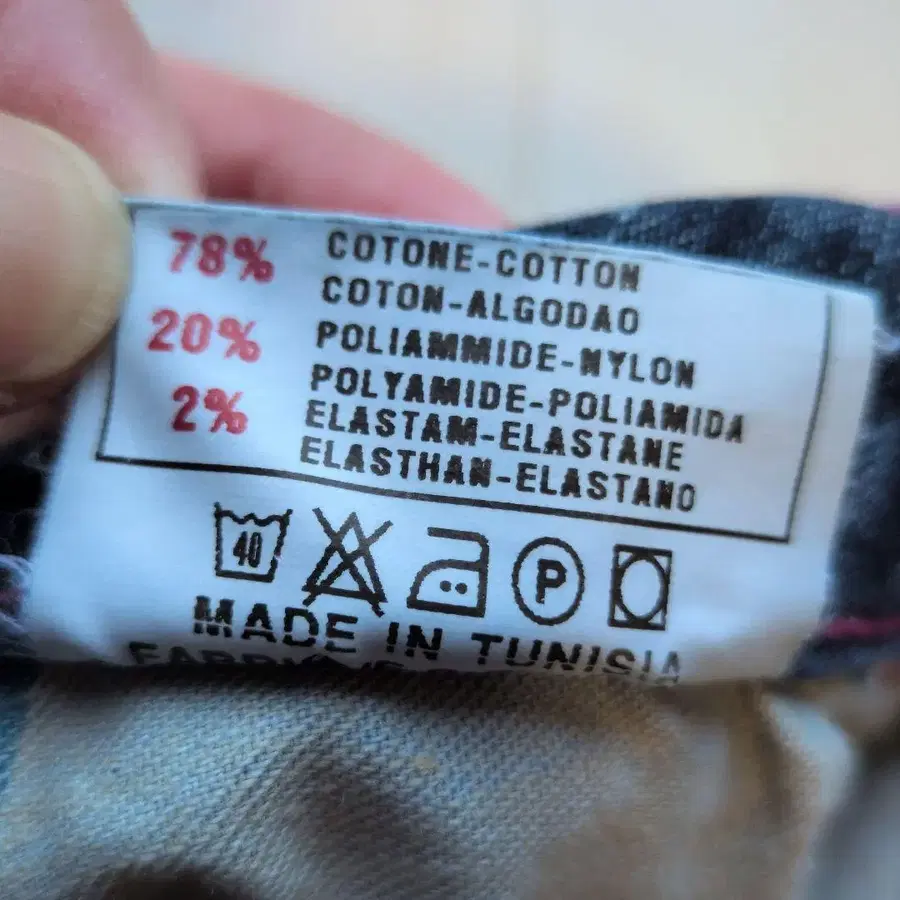 78% COTONE-COTTON
COTON-ALGODAO
20% POLIAMMIDE-NYLON
POLYAMIDE-POLIAMIDA
2% ELASTAM-ELASTANE
ELASTHAN-ELASTANO
40 P
MADE IN TUNISIA